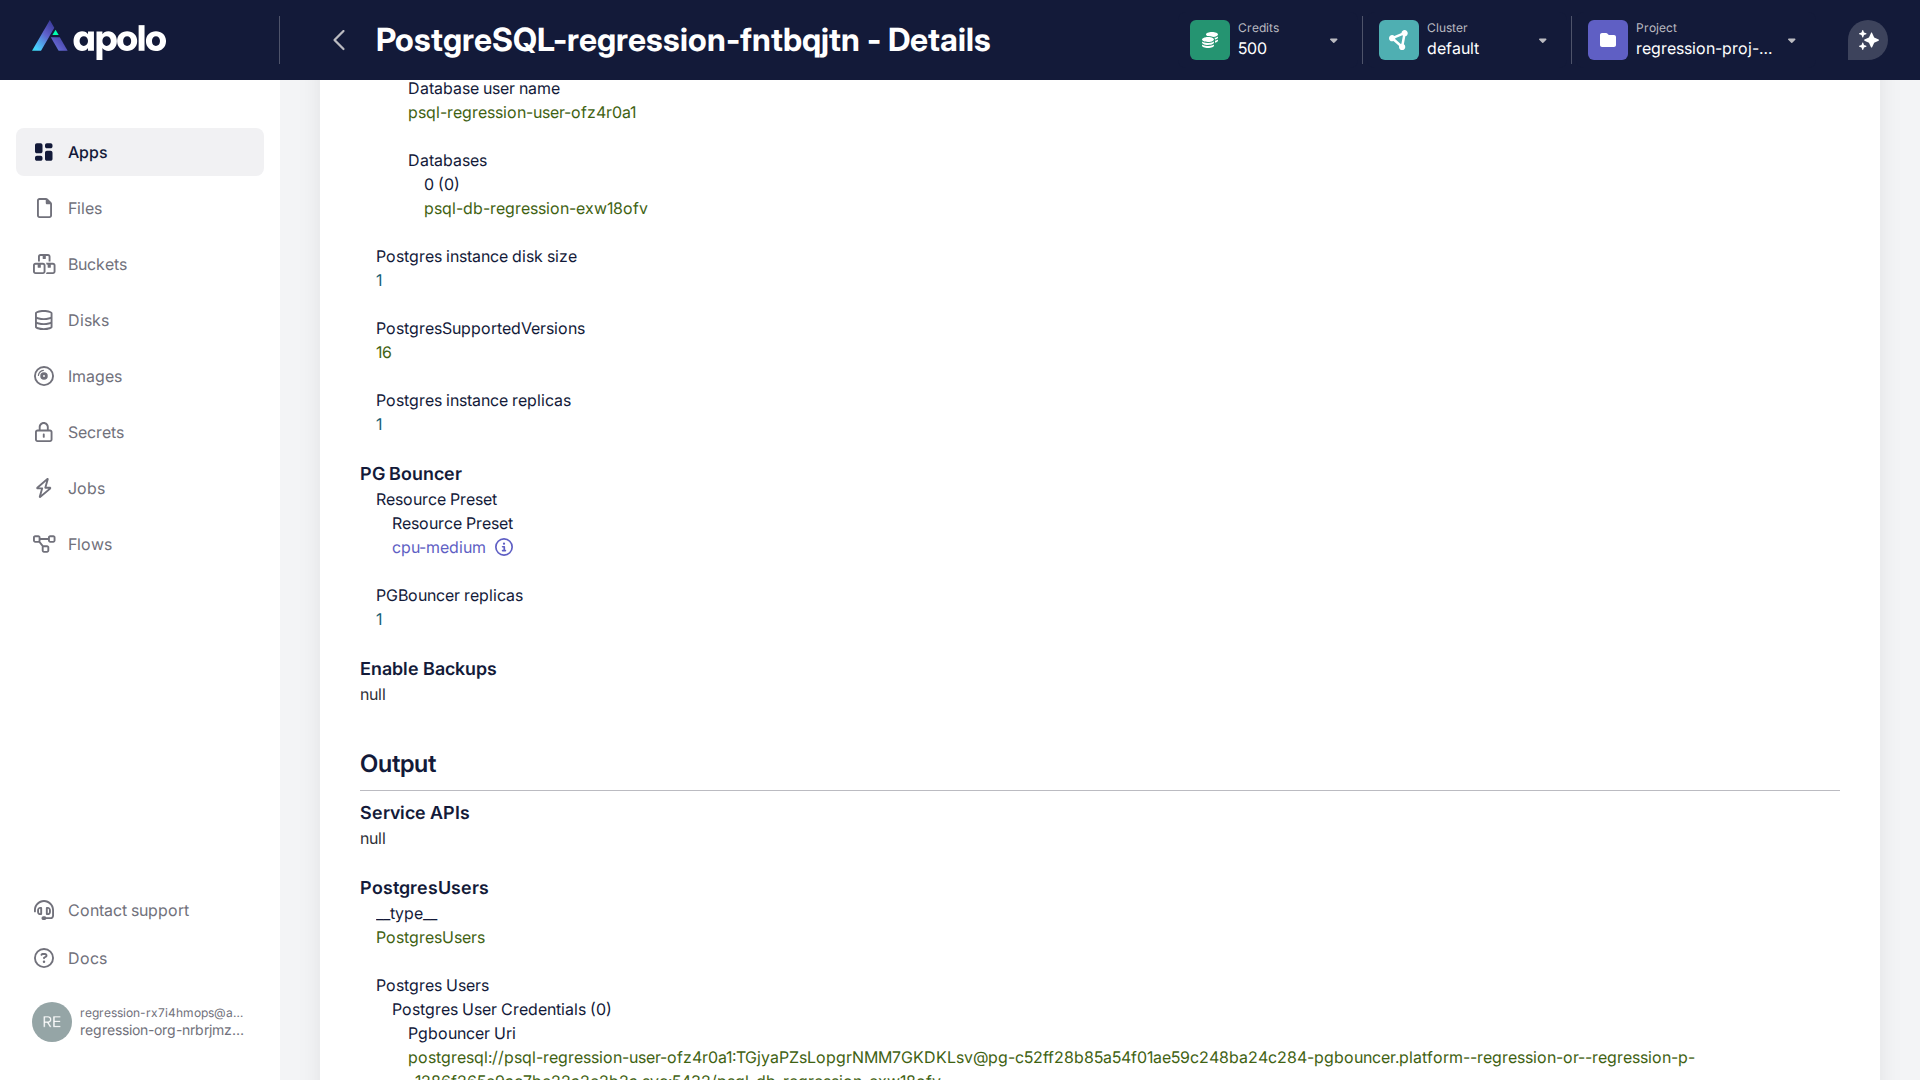 apolo
PostgreSQL-regression-fntbqjtn - Details
Credits
500
Cluster
default
Project
regression-proj-...
Apps
Files
Buckets
Disks
Images
Secrets
Jobs
Flows
Contact support
Docs
RE
regression-rx7i4hmops@a...
regression-org-nrbrjmz...
Database user name
psql-regression-user-ofz4r0a1
Databases
0 (0)
psql-db-regression-exw18ofv
Postgres instance disk size
1
PostgresSupportedVersions
16
Postgres instance replicas
1
PG Bouncer
Resource Preset
Resource Preset
cpu-medium
PGBouncer replicas
1
Enable Backups
null
Output
Service APIs
null
PostgresUsers
__type__
PostgresUsers
Postgres Users
Postgres User Credentials (0)
Pgbouncer Uri
postgresql://psql-regression-user-ofz4r0a1:TGjyaPZsLopgrNMM7GKDKLsv@pg-c52ff28b85a54f01ae59c248ba24c284-pgbouncer.platform--regression-or--regression-p-